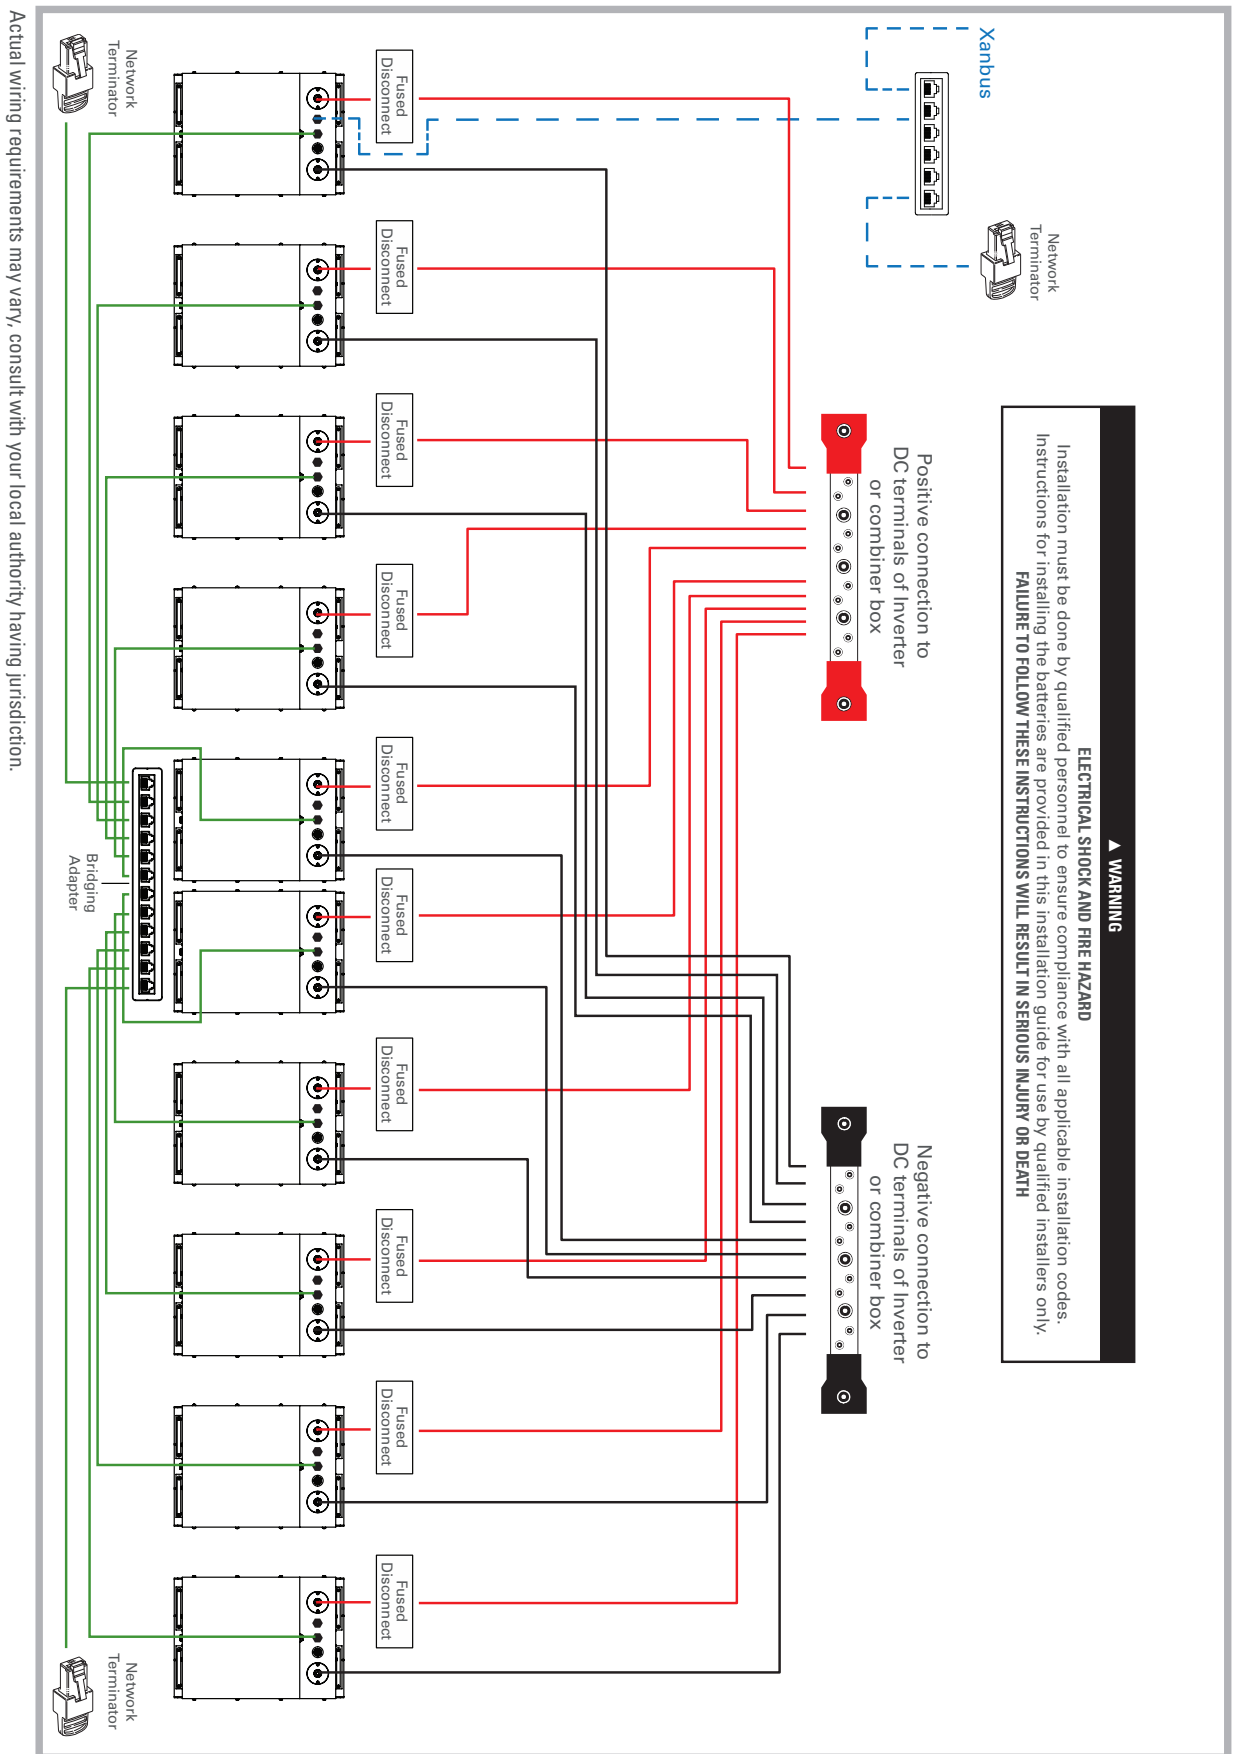 ▲ WARNING
ELECTRICAL SHOCK AND FIRE HAZARD
Installation must be done by qualified personnel to ensure compliance with all applicable installation codes.
Instructions for installing the batteries are provided in this installation guide for use by qualified installers only.
FAILURE TO FOLLOW THESE INSTRUCTIONS WILL RESULT IN SERIOUS INJURY OR DEATH
Xanbus
Network
Terminator
Positive connection to
DC terminals of Inverter
or combiner box
Negative connection to
DC terminals of Inverter
or combiner box
Fused
Disconnect
Fused
Disconnect
Fused
Disconnect
Fused
Disconnect
Fused
Disconnect
Fused
Disconnect
Fused
Disconnect
Fused
Disconnect
Fused
Disconnect
Fused
Disconnect
Network
Terminator
Bridging
Adapter
Network
Terminator
Actual wiring requirements may vary, consult with your local authority having jurisdiction.